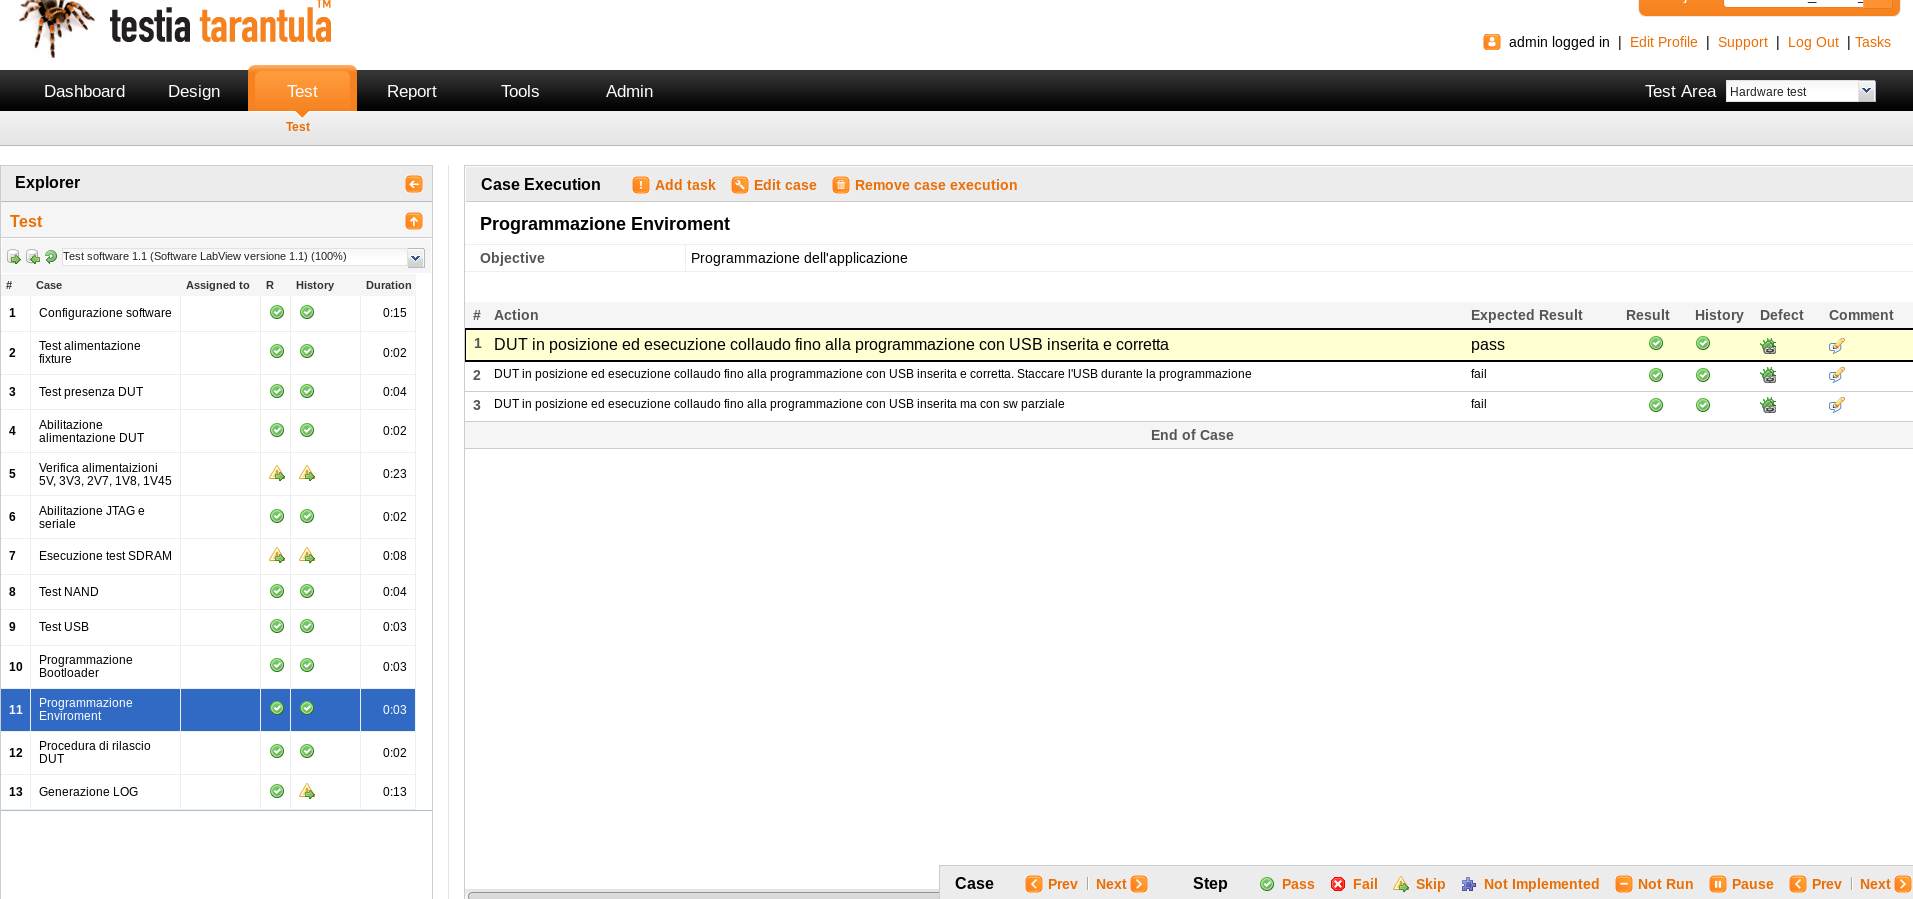 testia tarantula™
admin logged in | Edit Profile | Support | Log Out | Tasks
Dashboard Design Test Report Tools Admin Test Area Hardware test
Test
Explorer
Test
Test software 1.1 (Software LabView versione 1.1) (100%)
# Case Assigned to R History Duration
1 Configurazione software 0:15
2 Test alimentazione
fixture 0:02
3 Test presenza DUT 0:04
4 Abilitazione
alimentazione DUT 0:02
5 Verifica alimentaizioni
5V, 3V3, 2V7, 1V8, 1V45 0:23
6 Abilitazione JTAG e
seriale 0:02
7 Esecuzione test SDRAM 0:08
8 Test NAND 0:04
9 Test USB 0:03
10 Programmazione
Bootloader 0:03
11 Programmazione
Enviroment 0:03
12 Procedura di rilascio
DUT 0:02
13 Generazione LOG 0:13
Case Execution Add task Edit case Remove case execution
Programmazione Enviroment
Objective Programmazione dell'applicazione
# Action Expected Result Result History Defect Comment
1 DUT in posizione ed esecuzione collaudo fino alla programmazione con USB inserita e corretta pass
2 DUT in posizione ed esecuzione collaudo fino alla programmazione con USB inserita e corretta. Staccare l'USB durante la programmazione fail
3 DUT in posizione ed esecuzione collaudo fino alla programmazione con USB inserita ma con sw parziale fail
End of Case
Case Prev | Next Step Pass Fail Skip Not Implemented Not Run Pause Prev | Next